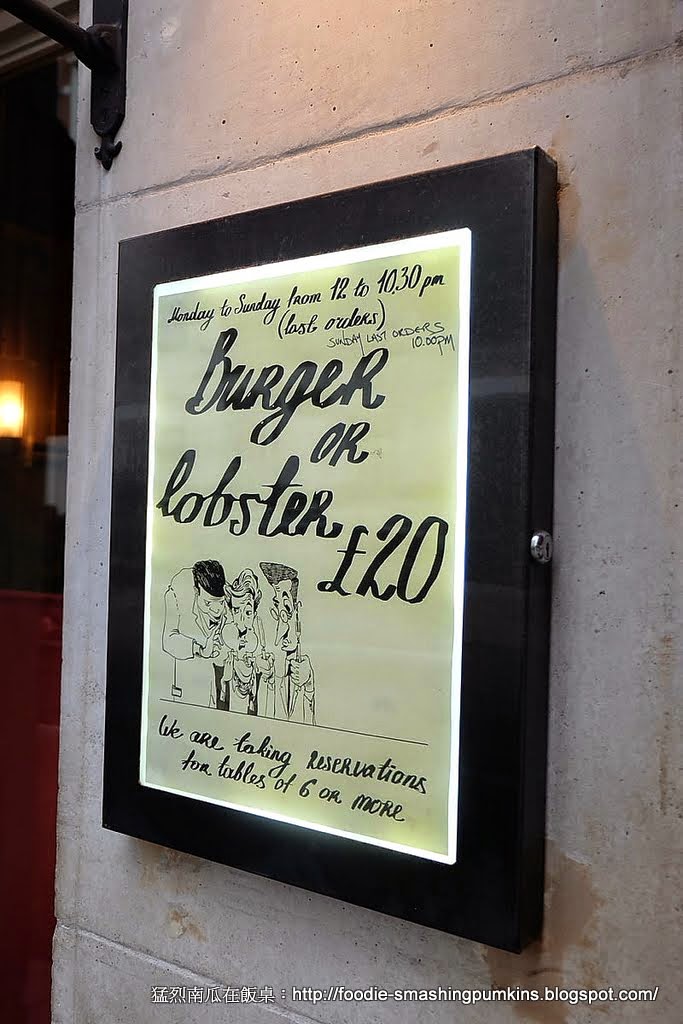 Monday to Sunday from 12 to 10.30 pm
(last orders)
SUNDAY LAST ORDERS
10.00PM
Burger
or
lobster
£20
We are taking reservations
for tables of 6 or more
猛烈南瓜在飯桌：http://foodie-smashingpumkins.blogspot.com/